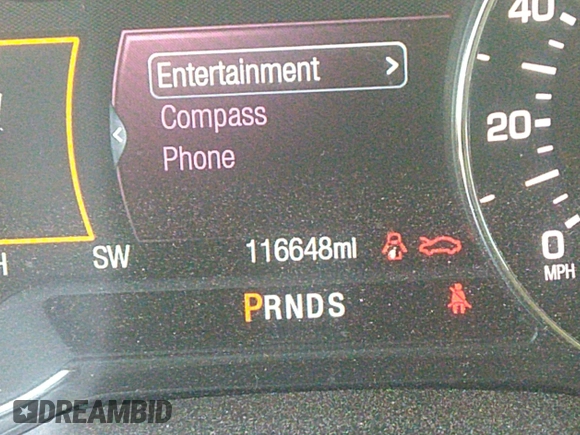 Entertainment >
Compass
Phone
40
20
0
MPH
H
SW
116648mi
PRNDS
DREAMBID